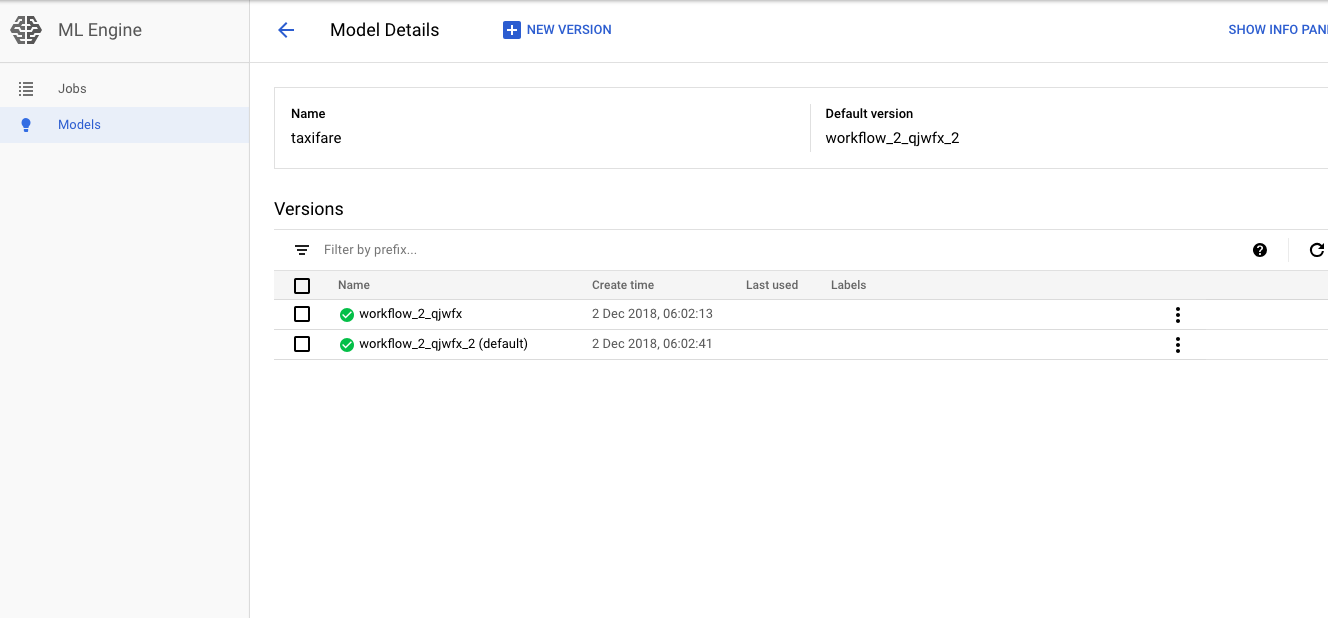 ML Engine
Model Details
NEW VERSION
SHOW INFO PAN
Jobs
Models
Name
Default version
taxifare
workflow_2_qjwfx_2
Versions
Filter by prefix...
Name Create time Last used Labels
workflow_2_qjwfx 2 Dec 2018, 06:02:13
workflow_2_qjwfx_2 (default) 2 Dec 2018, 06:02:41